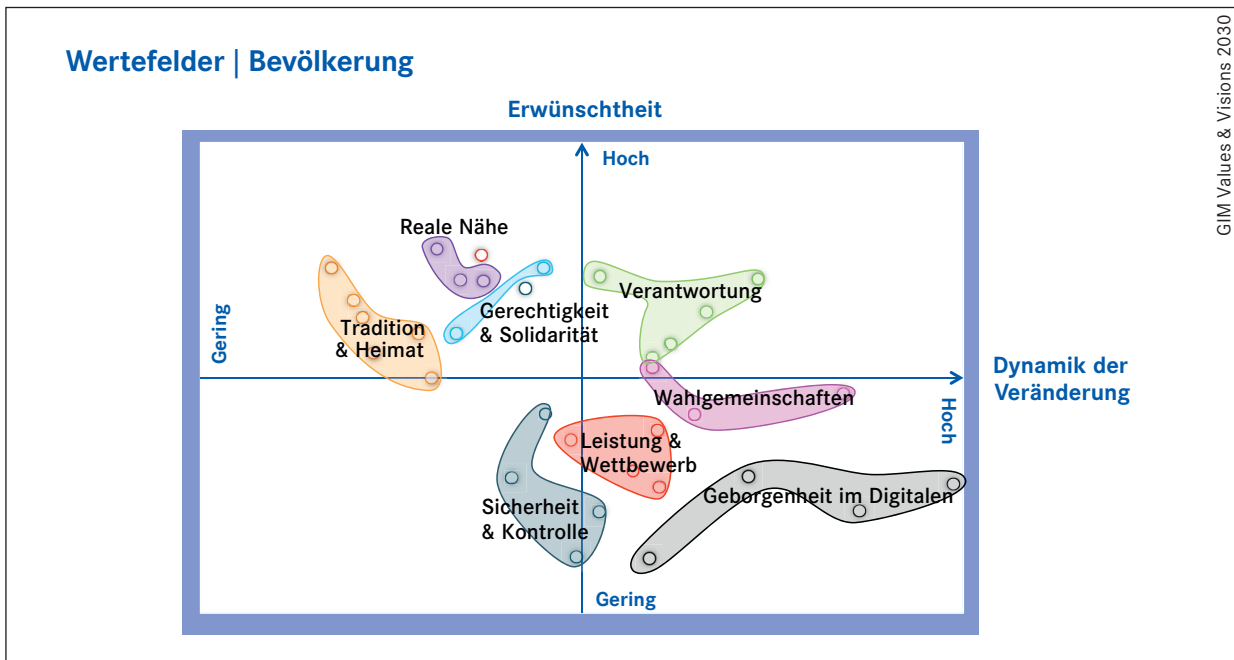 Wertefelder | Bevölkerung
GIM Values & Visions 2030
Erwünschtheit
Hoch
Reale Nähe
Verantwortung
Gerechtigkeit
& Solidarität
Tradition
& Heimat
Gering
Dynamik der
Veränderung
Wahlgemeinschaften
Hoch
Leistung &
Wettbewerb
Geborgenheit im Digitalen
Sicherheit
& Kontrolle
Gering